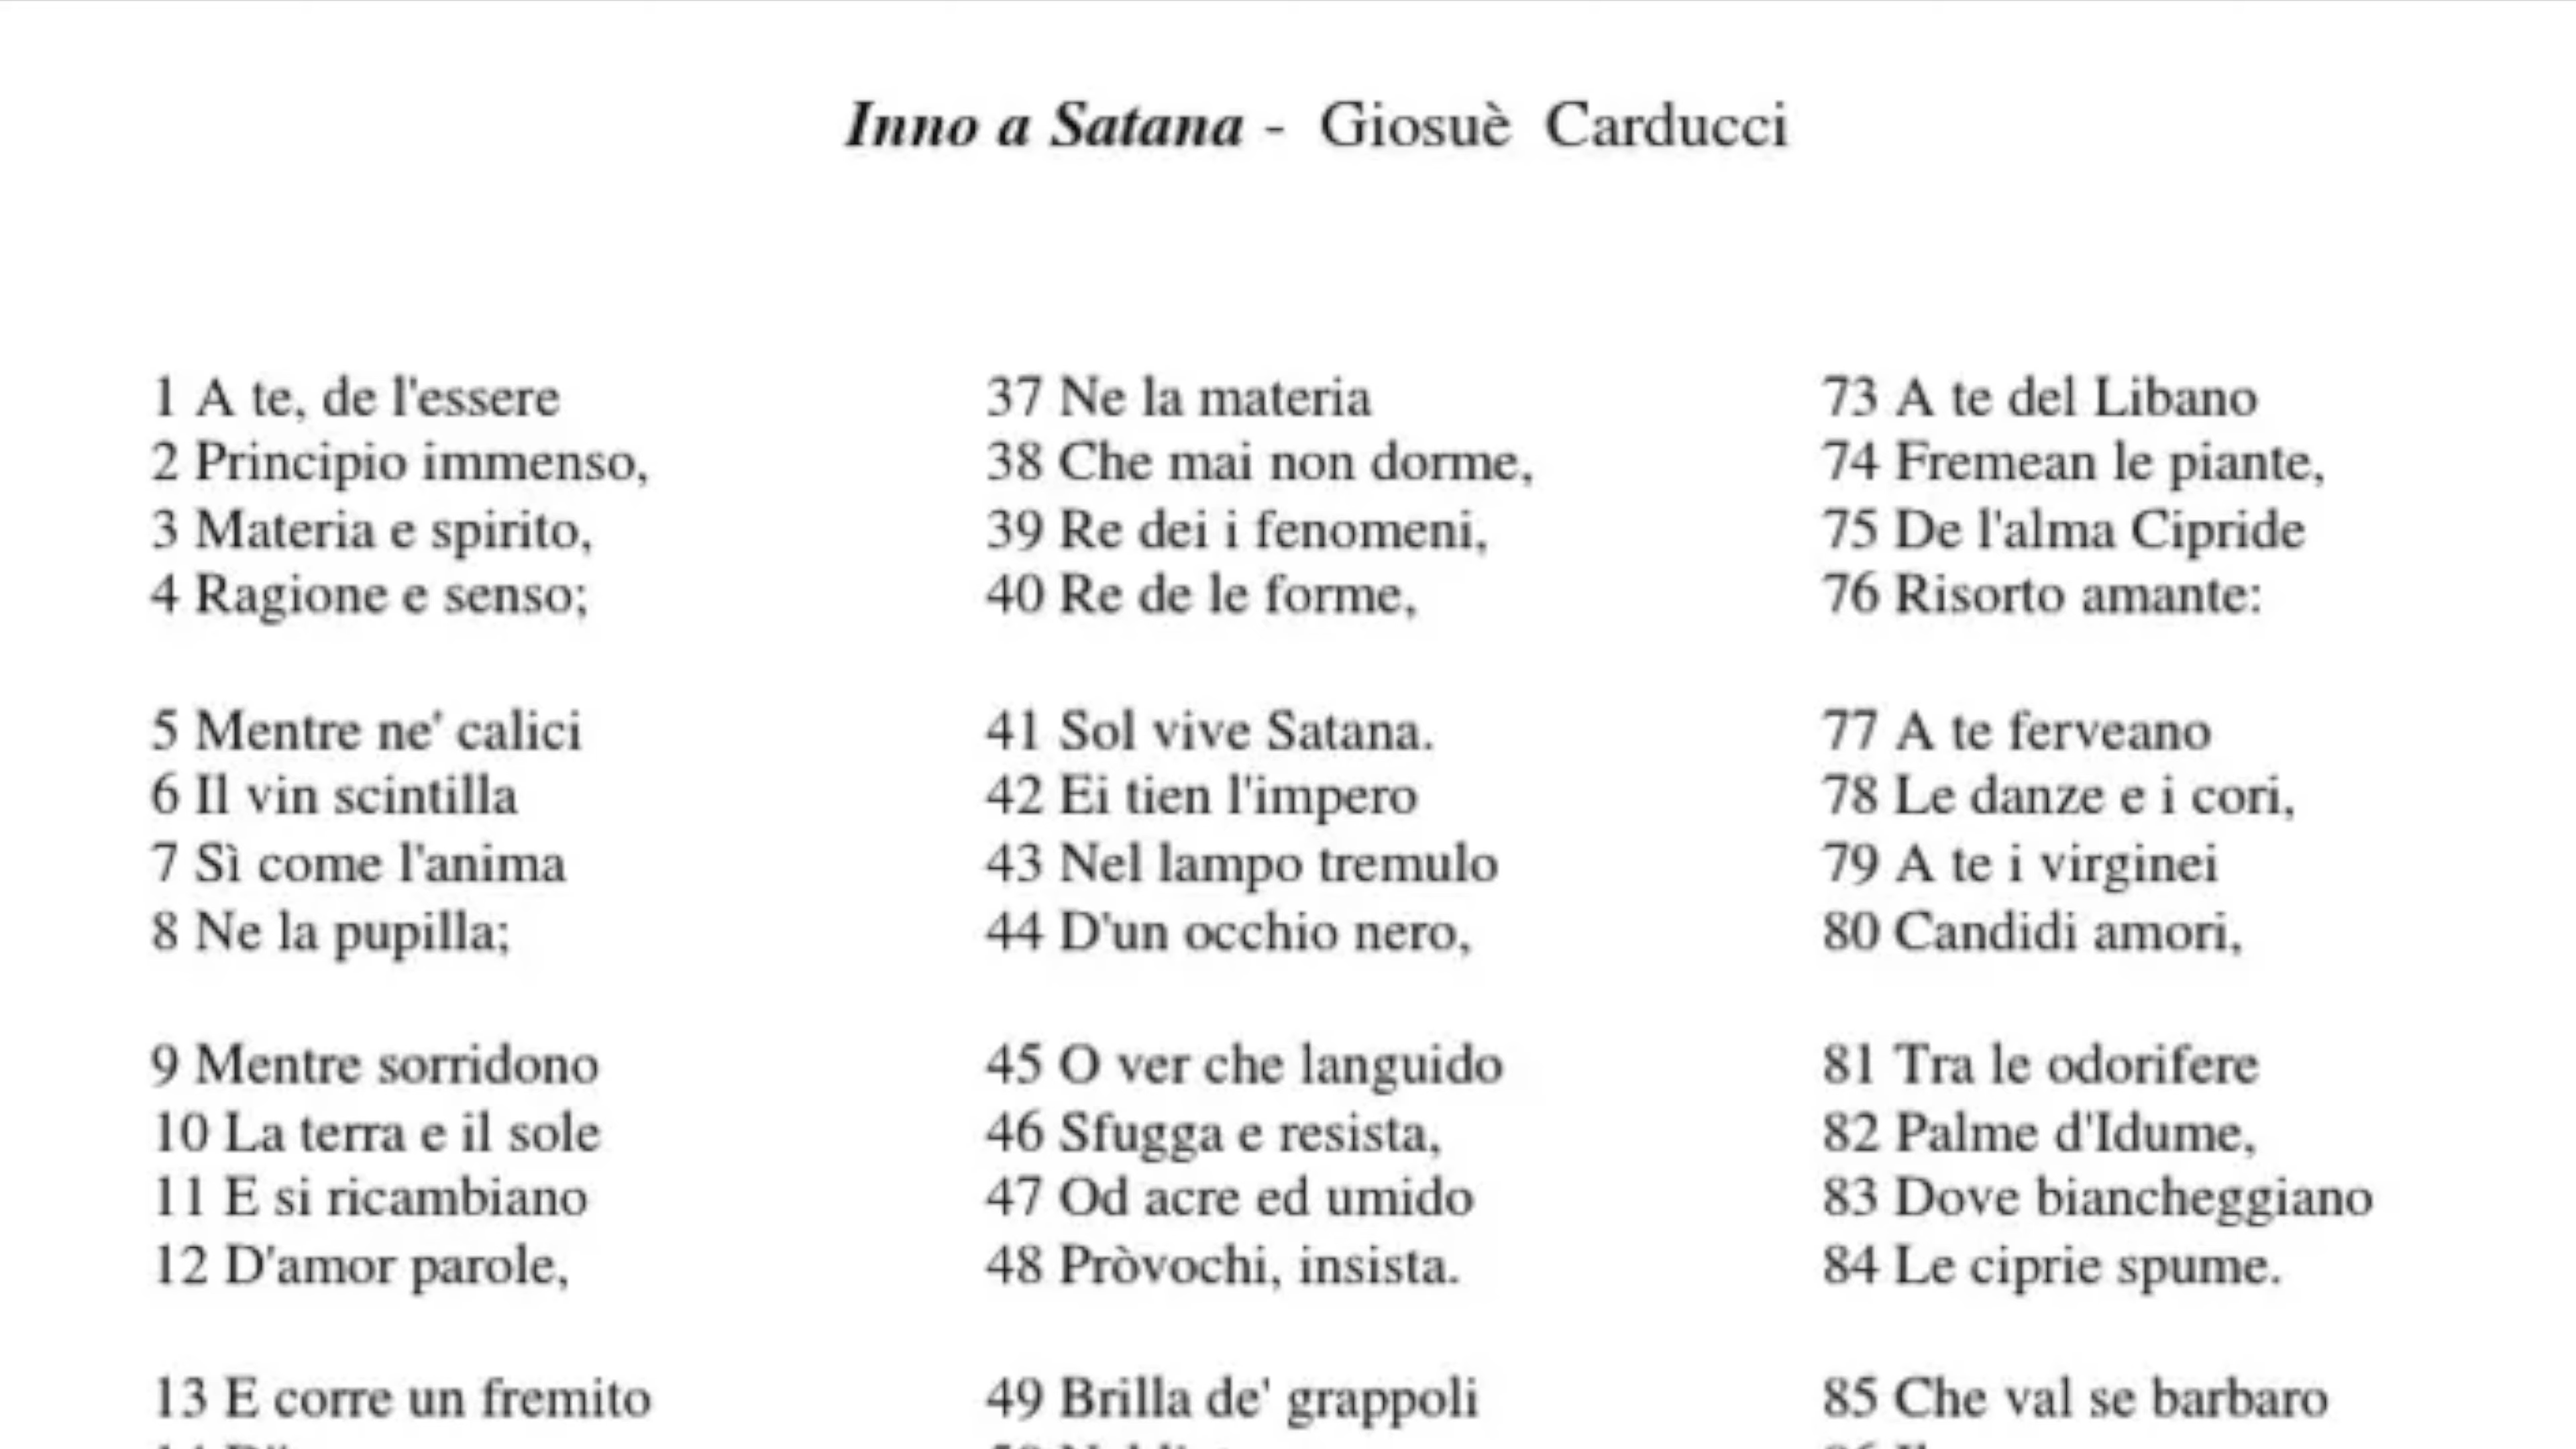 Inno a Satana - Giosuè Carducci
1 A te, de l'essere
2 Principio immenso,
3 Materia e spirito,
4 Ragione e senso;
5 Mentre ne' calici
6 Il vin scintilla
7 Sì come l'anima
8 Ne la pupilla;
9 Mentre sorridono
10 La terra e il sole
11 E si ricambiano
12 D'amor parole,
13 E corre un fremito
37 Ne la materia
38 Che mai non dorme,
39 Re dei i fenomeni,
40 Re de le forme,
41 Sol vive Satana.
42 Ei tien l'impero
43 Nel lampo tremulo
44 D'un occhio nero,
45 O ver che languido
46 Sfugga e resista,
47 Od acre ed umido
48 Pròvochi, insista.
49 Brilla de' grappoli
73 A te del Libano
74 Fremean le piante,
75 De l'alma Cipride
76 Risorto amante:
77 A te ferveano
78 Le danze e i cori,
79 A te i virginei
80 Candidi amori,
81 Tra le odorifere
82 Palme d'Idume,
83 Dove biancheggiano
84 Le ciprie spume.
85 Che val se barbaro